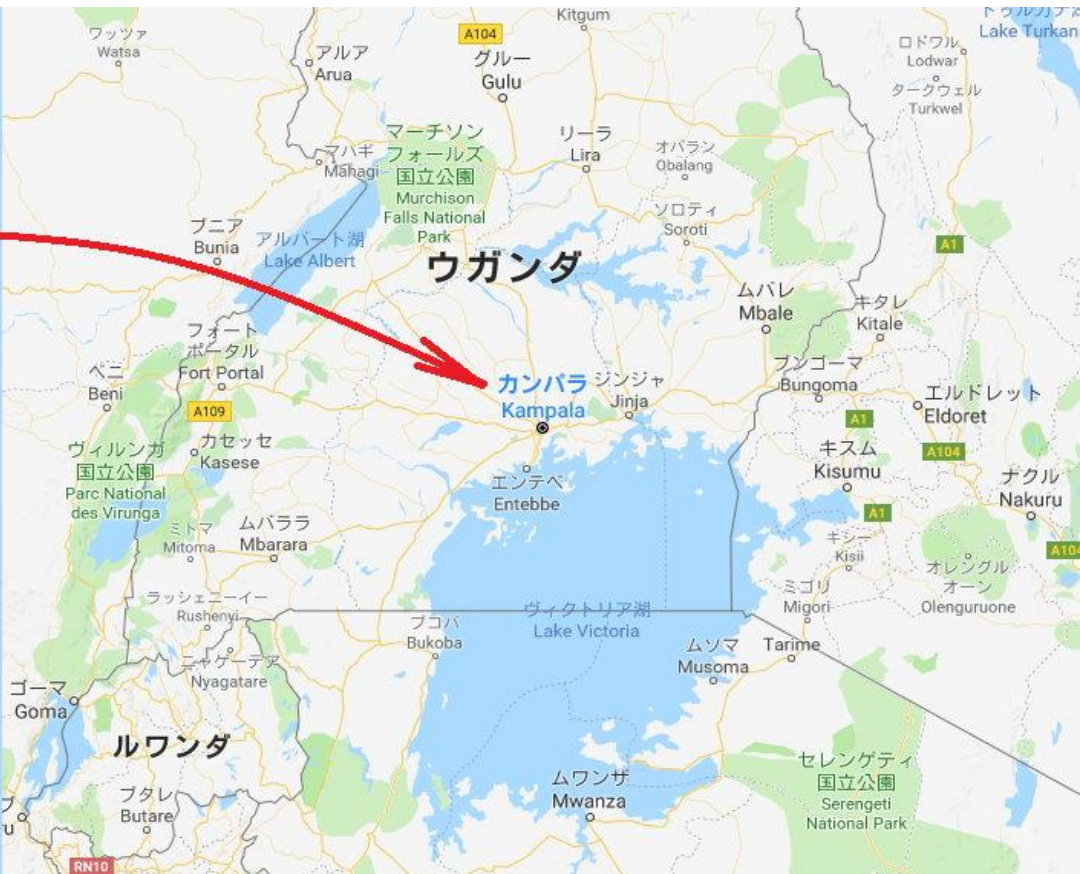 ワッツァ
Watsa
アルア
Arua
A104
グルー
Gulu
Kitgum
ロドワル
Lodwar
Lake Turkan
タークウェル
Turkwel
マハギ
Mahagi
マーチソン
フォールズ
国立公園
Murchison
Falls National
Park
リーラ
Lira
オバラン
Obalang
ソロティ
Soroti
ブニア
Bunia
アルバート湖
Lake Albert
ウガンダ
A1
ムバレ
Mbale
キタレ
Kitale
フォート
ポータル
Fort Portal
ベニ
Beni
A109
カンパラ
Kampala
ジンジャ
Jinja
ブンゴーマ
Bungoma
エルドレット
Eldoret
A1
A104
ヴィルンガ
国立公園
Parc National
des Virunga
カセッセ
Kasese
エンテベ
Entebbe
キスム
Kisumu
ナクル
Nakuru
A1
A104
ミトマ
Mitoma
ムバララ
Mbarara
キシー
Kisii
オレングル
オーン
Olenguruone
ラッシェニーイー
Rushenyi
ミゴリ
Migori
ブコバ
Bukoba
ヴィクトリア湖
Lake Victoria
ムソマ
Musoma
Tarime
ニャゲーテア
Nyagatare
ゴーマ
Goma
ルワンダ
ブタレ
Butare
ムワンザ
Mwanza
セレンゲティ
国立公園
Serengeti
National Park
RN10